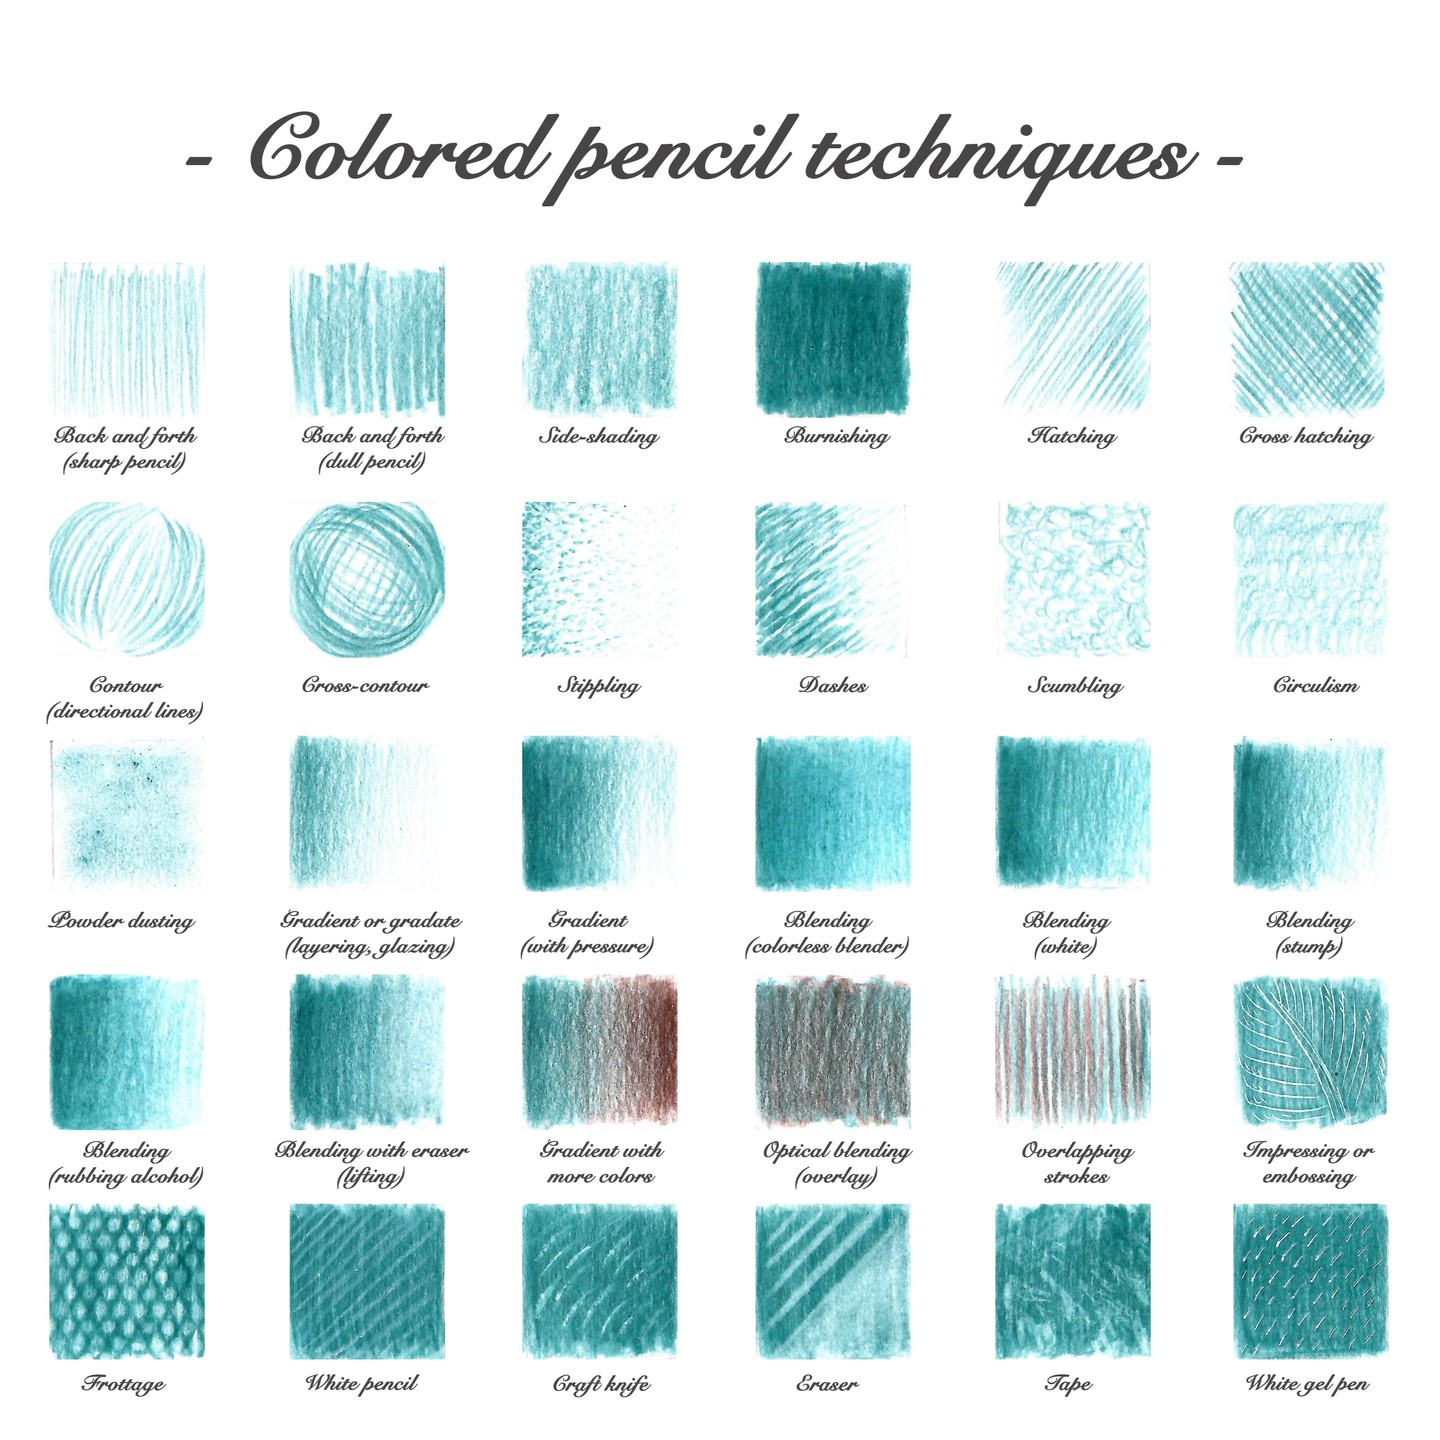 - Colored pencil techniques -
Back and forth
(sharp pencil)
Back and forth
(dull pencil)
Side-shading
Burnishing
Hatching
Cross hatching
Contour
(directional lines)
Cross-contour
Stippling
Dashes
Scumbling
Circulism
Powder dusting
Gradient or gradate
(layering, glazing)
Gradient
(with pressure)
Blending
(colorless blender)
Blending
(white)
Blending
(stump)
Blending
(rubbing alcohol)
Blending with eraser
(lifting)
Gradient with
more colors
Optical blending
(overlay)
Overlapping
strokes
Impressing or
embossing
Frottage
White pencil
Craft knife
Eraser
Tape
White gel pen